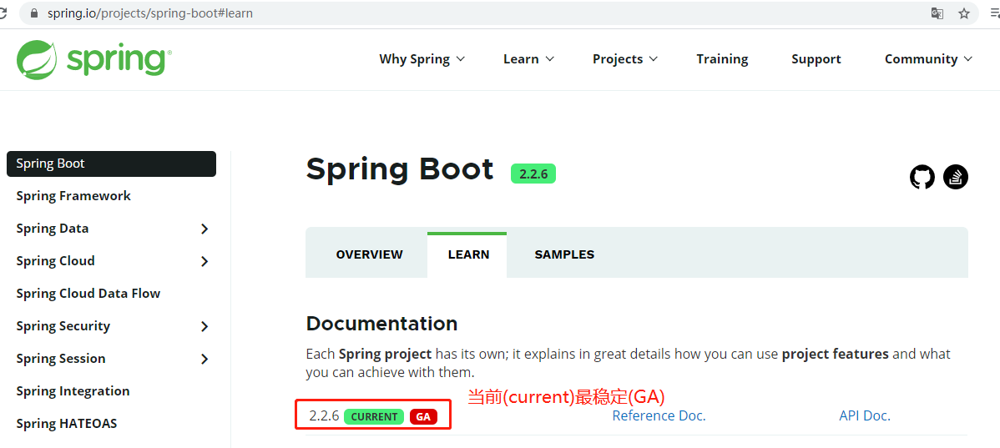 spring.io/projects/spring-boot#learn
spring
Why Spring
Learn
Projects
Training
Support
Community
Spring Boot
Spring Framework
Spring Data
Spring Cloud
Spring Cloud Data Flow
Spring Security
Spring Session
Spring Integration
Spring HATEOAS
Spring Boot 2.2.6
OVERVIEW
LEARN
SAMPLES
Documentation
Each Spring project has its own; it explains in great details how you can use project features and what
you can achieve with them.
当前(current)最稳定(GA)
2.2.6 CURRENT GA
Reference Doc.
API Doc.